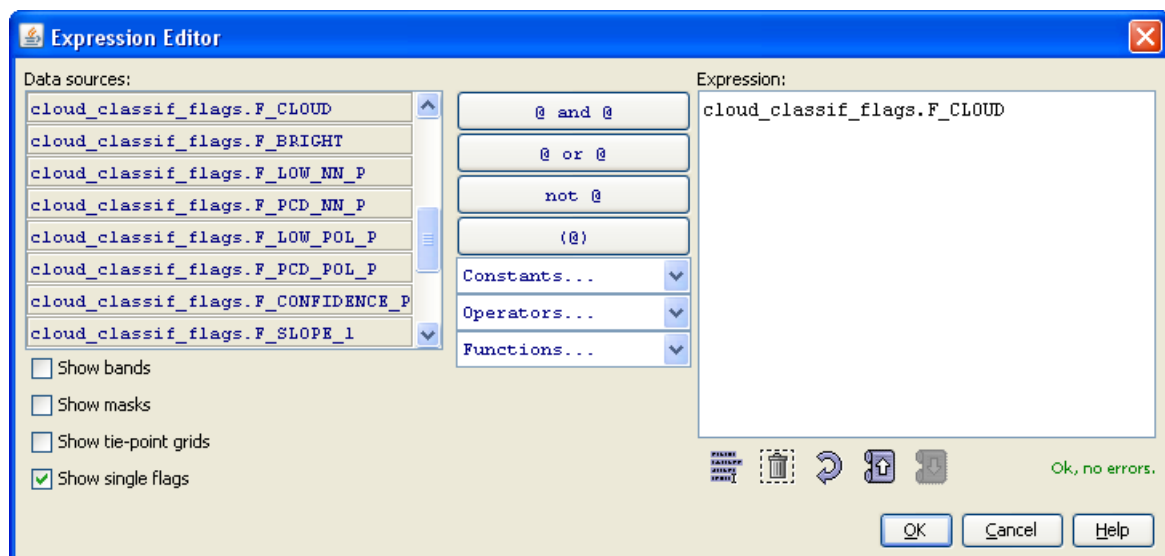 Expression Editor
Data sources:
cloud_classif_flags.F_CLOUD
cloud_classif_flags.F_BRIGHT
cloud_classif_flags.F_LOW_NN_P
cloud_classif_flags.F_PCD_NN_P
cloud_classif_flags.F_LOW_POL_P
cloud_classif_flags.F_PCD_POL_P
cloud_classif_flags.F_CONFIDENCE_P
cloud_classif_flags.F_SLOPE_1
Show bands
Show masks
Show tie-point grids
Show single flags
@ and @
@ or @
not @
(@)
Constants...
Operators...
Functions...
Expression:
cloud_classif_flags.F_CLOUD
Ok, no errors.
OK
Cancel
Help